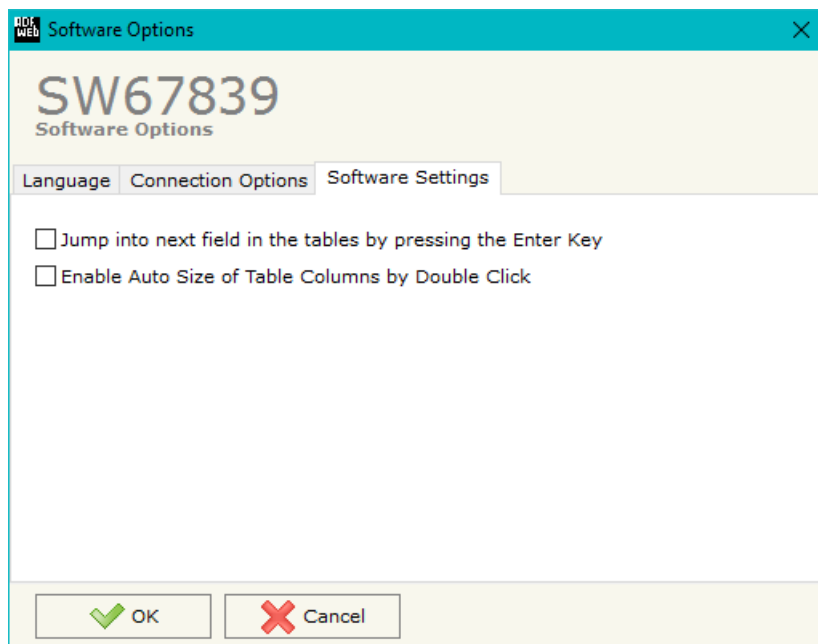 ADF
WEB Software Options
SW67839
Software Options
Language Connection Options Software Settings
Jump into next field in the tables by pressing the Enter Key
Enable Auto Size of Table Columns by Double Click
OK Cancel